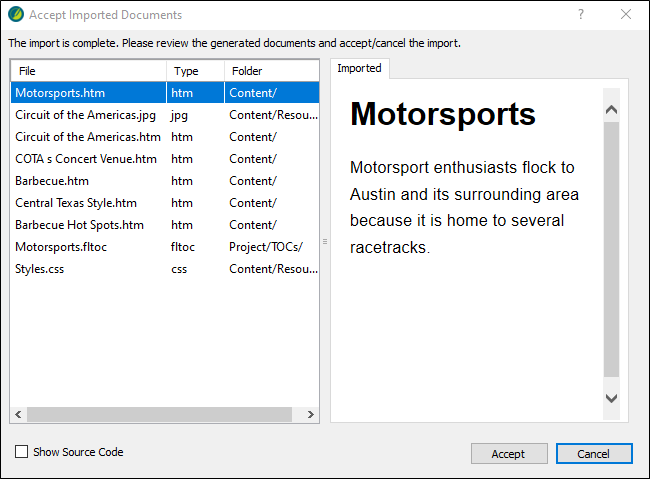 Accept Imported Documents
The import is complete. Please review the generated documents and accept/cancel the import.
File Type Folder
Motorsports.htm htm Content/
Circuit of the Americas.jpg jpg Content/Resou...
Circuit of the Americas.htm htm Content/
COTA s Concert Venue.htm htm Content/
Barbecue.htm htm Content/
Central Texas Style.htm htm Content/
Barbecue Hot Spots.htm htm Content/
Motorsports.fltoc fltoc Project/TOCs/
Styles.css css Content/Resou...
Imported
Motorsports
Motorsport enthusiasts flock to
Austin and its surrounding area
because it is home to several
racetracks.
Show Source Code
Accept
Cancel